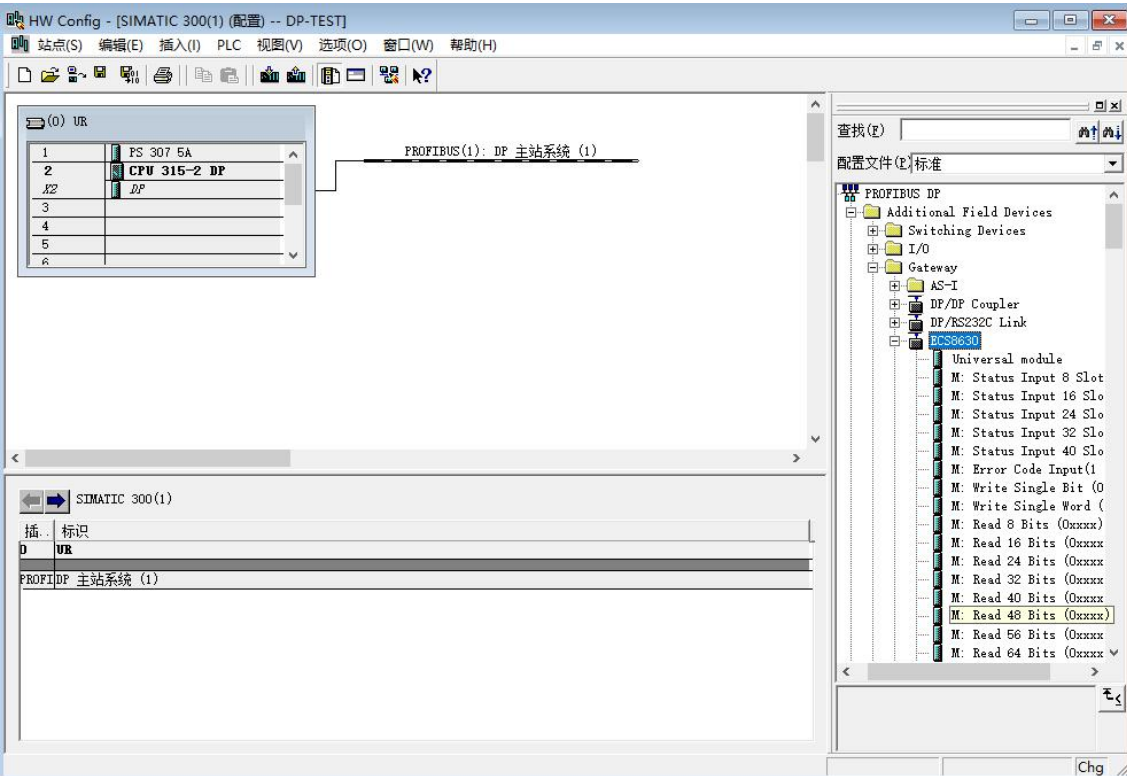 HW Config - [SIMATIC 300(1) (配置) -- DP-TEST]
站点(S) 编辑(E) 插入(I) PLC 视图(V) 选项(O) 窗口(W) 帮助(H)
(0) UR
1 PS 307 5A
2 CPU 315-2 DP
X2 DP
3
4
5
6
PROFIBUS(1): DP 主站系统 (1)
SIMATIC 300(1)
插.. 标识
0 UR
PROFI DP 主站系统 (1)
查找(F)
配置文件(P) 标准
PROFIBUS DP
Additional Field Devices
Switching Devices
I/O
Gateway
AS-I
DP/DP Coupler
DP/RS232C Link
ECS8630
Universal module
M: Status Input 8 Slot
M: Status Input 16 Slo
M: Status Input 24 Slo
M: Status Input 32 Slo
M: Status Input 40 Slo
M: Error Code Input(1
M: Write Single Bit (0
M: Write Single Word (
M: Read 8 Bits (0xxxx)
M: Read 16 Bits (0xxxx
M: Read 24 Bits (0xxxx
M: Read 32 Bits (0xxxx
M: Read 40 Bits (0xxxx
M: Read 48 Bits (0xxxx)
M: Read 56 Bits (0xxxx
M: Read 64 Bits (0xxxx
Chg